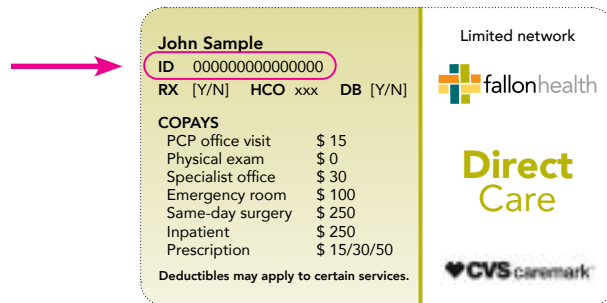 John Sample
ID 000000000000000
RX [Y/N] HCO xxx DB [Y/N]
COPAYS
PCP office visit $ 15
Physical exam $ 0
Specialist office $ 30
Emergency room $ 100
Same-day surgery $ 250
Inpatient $ 250
Prescription $ 15/30/50
Deductibles may apply to certain services.
Limited network
fallonhealth
Direct
Care
CVS caremark